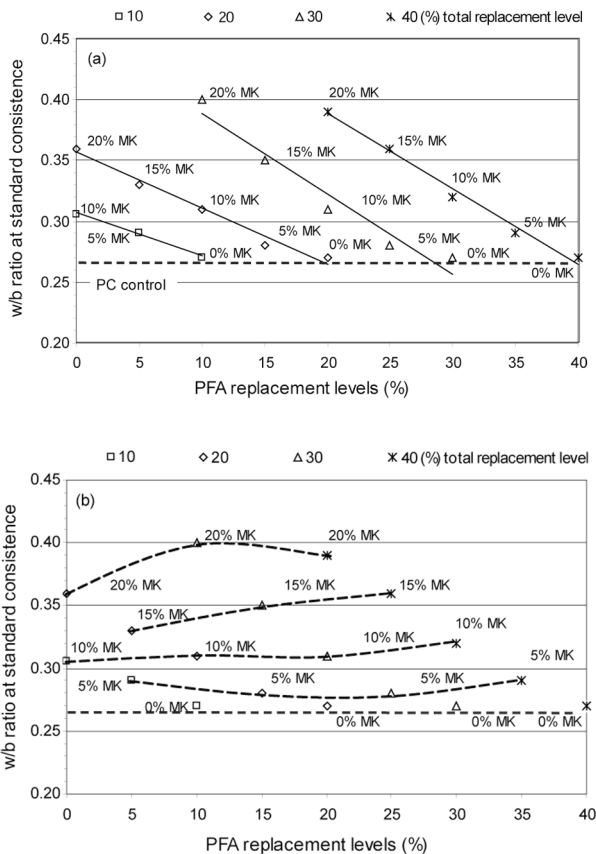 10 20 30 40 (%) total replacement level
0.45
(a)
20% MK 20% MK
0.40
20% MK
15% MK 15% MK
0.35
15% MK
10% MK
10% MK 10% MK 10% MK
0.30
5% MK 5% MK 5% MK
5% MK
0% MK 0% MK 0% MK
0% MK
0.25
PC control
0.20
0 5 10 15 20 25 30 35 40
w/b ratio at standard consistence
PFA replacement levels (%)
10 20 30 40 (%) total replacement level
0.45
(b)
20% MK 20% MK
0.40
20% MK
15% MK 15% MK
0.35
15% MK
10% MK 10% MK
10% MK 10% MK
5% MK
0.30
5% MK 5% MK 5% MK
0% MK
0% MK 0% MK 0% MK
0.25
0.20
0 5 10 15 20 25 30 35 40
w/b ratio at standard consistence
PFA replacement levels (%)